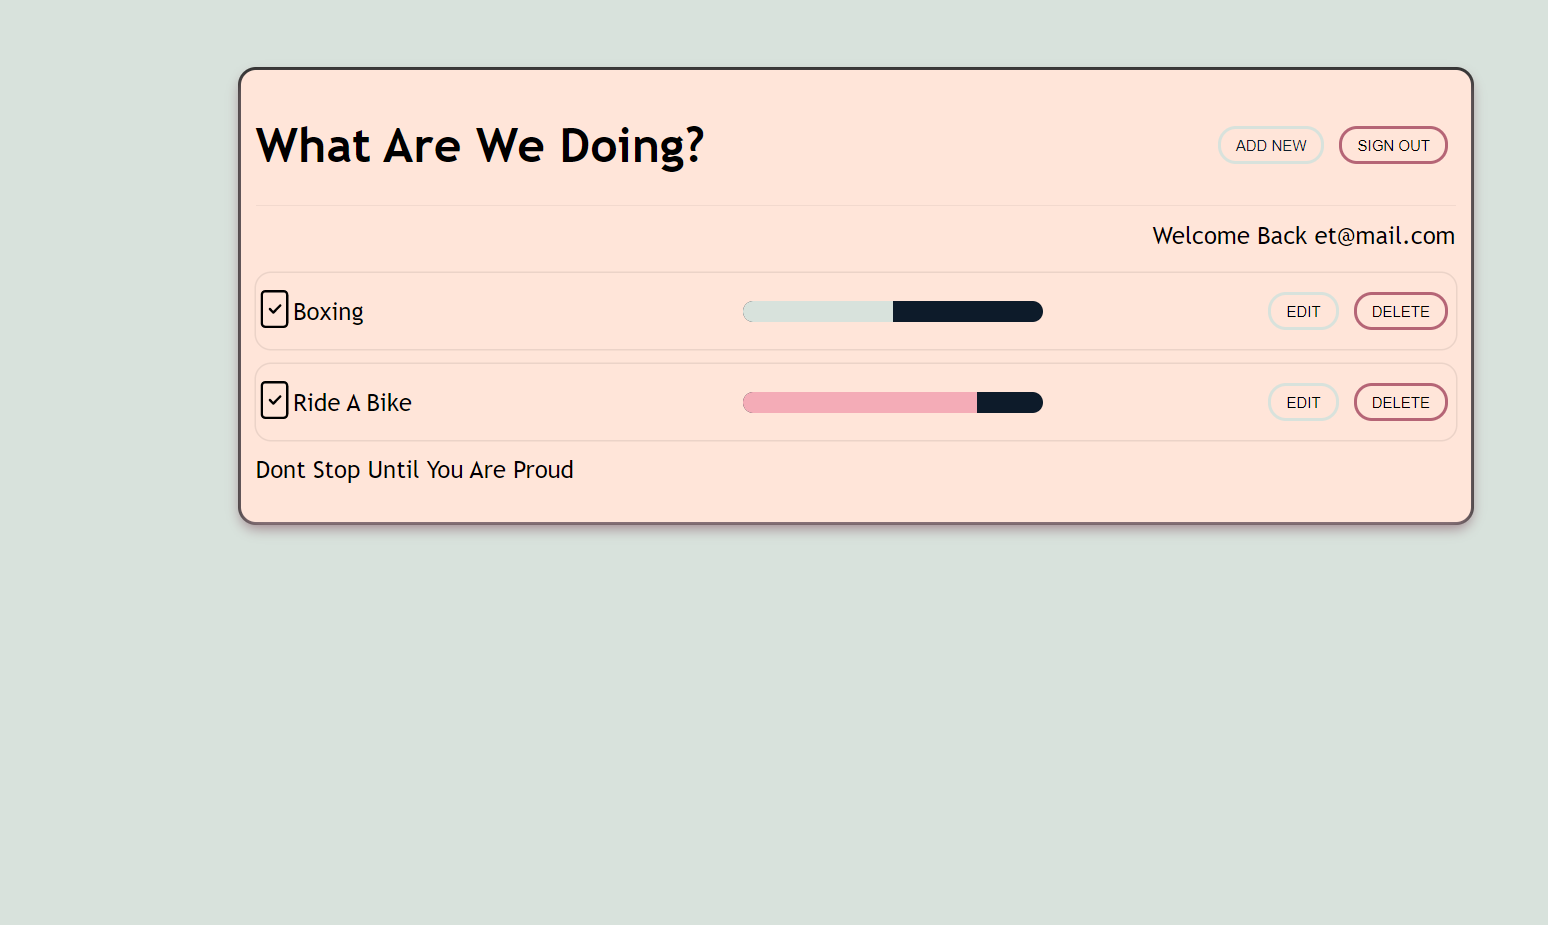 What Are We Doing?
ADD NEW
SIGN OUT
Welcome Back et@mail.com
Boxing
EDIT
DELETE
Ride A Bike
EDIT
DELETE
Dont Stop Until You Are Proud